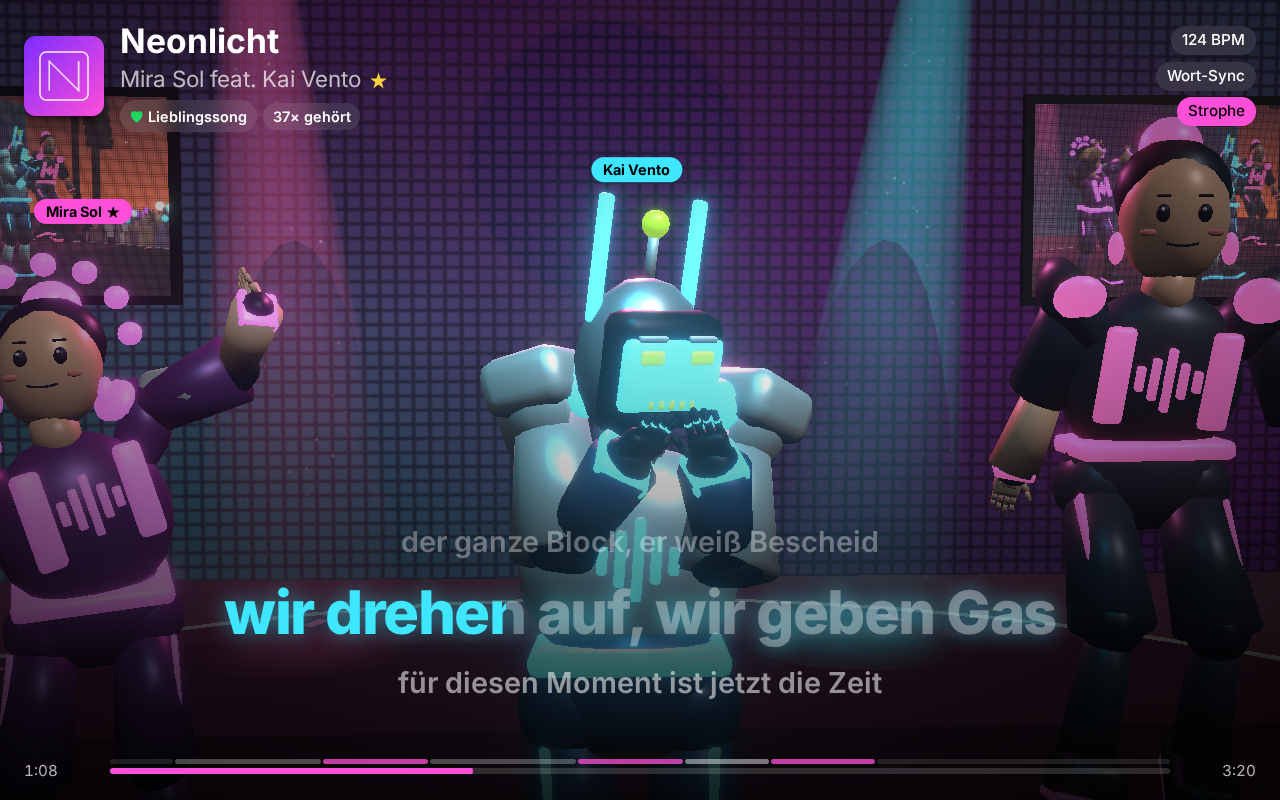 Neonlicht
Mira Sol feat. Kai Vento ★
Lieblingssong
37× gehört
124 BPM
Wort-Sync
Strophe
Kai Vento
Mira Sol ★
der ganze Block, er weiß Bescheid
wir drehen auf, wir geben Gas
für diesen Moment ist jetzt die Zeit
1:08
3:20